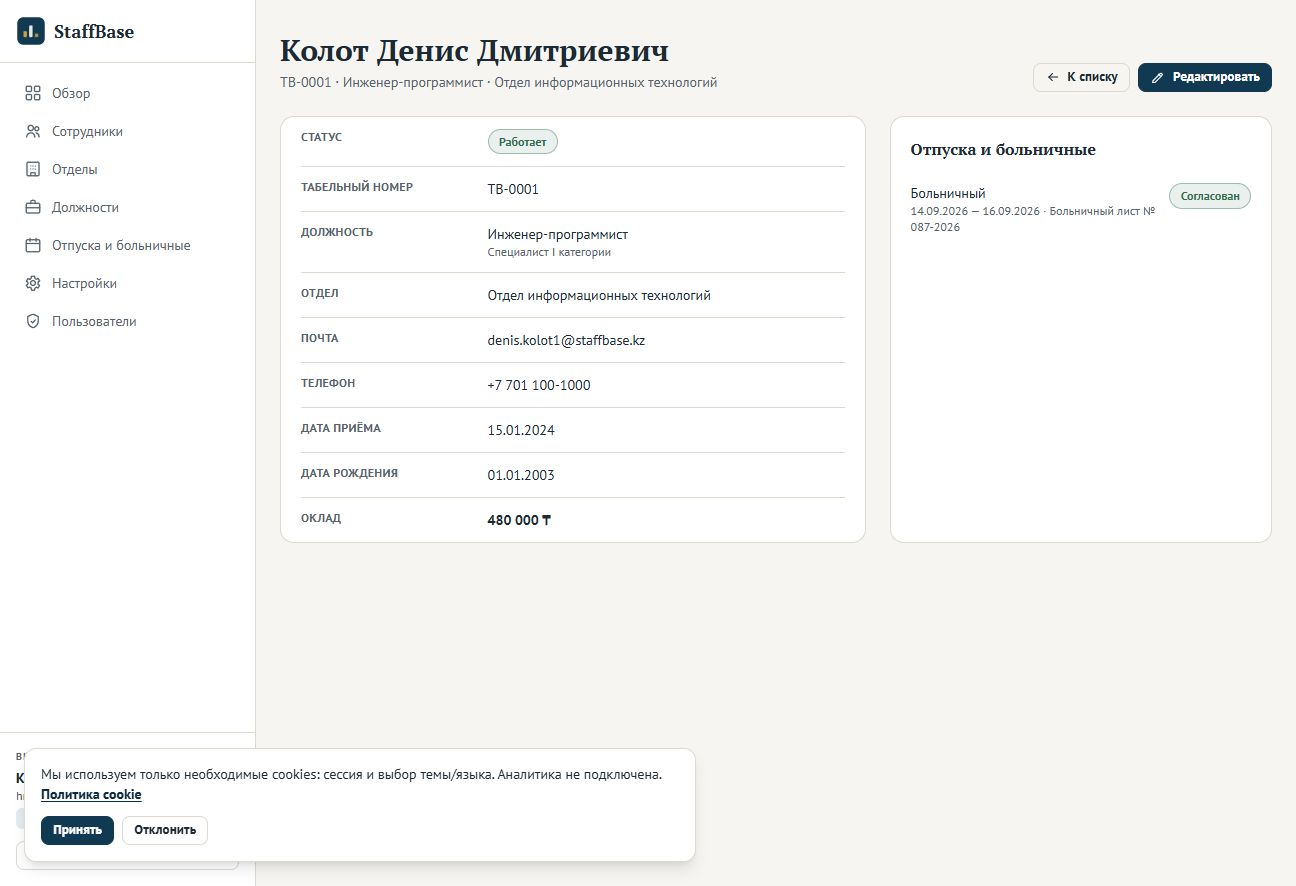 StaffBase
Обзор
Сотрудники
Отделы
Должности
Отпуска и больничные
Настройки
Пользователи
Колот Денис Дмитриевич
ТВ-0001 · Инженер-программист · Отдел информационных технологий
К списку
Редактировать
СТАТУС
Работает
ТАБЕЛЬНЫЙ НОМЕР
ТВ-0001
ДОЛЖНОСТЬ
Инженер-программист
Специалист I категории
ОТДЕЛ
Отдел информационных технологий
ПОЧТА
denis.kolot1@staffbase.kz
ТЕЛЕФОН
+7 701 100-1000
ДАТА ПРИЁМА
15.01.2024
ДАТА РОЖДЕНИЯ
01.01.2003
ОКЛАД
480 000 ₸
Отпуска и больничные
Больничный
14.09.2026 — 16.09.2026 · Больничный лист №
087-2026
Согласован
Мы используем только необходимые cookies: сессия и выбор темы/языка. Аналитика не подключена.
Политика cookie
Принять
Отклонить